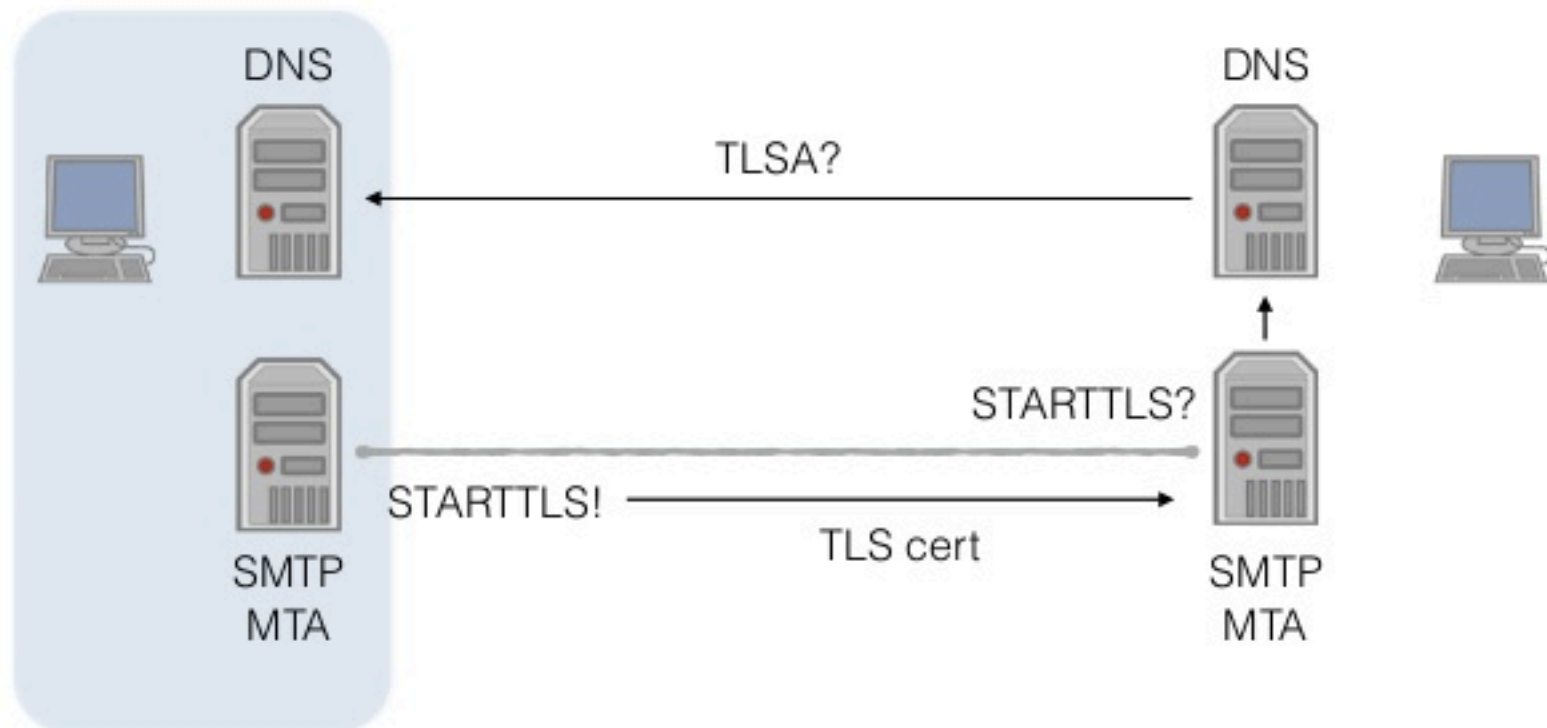 DNS
DNS
TLSA?
STARTTLS?
STARTTLS!
TLS cert
SMTP
MTA
SMTP
MTA